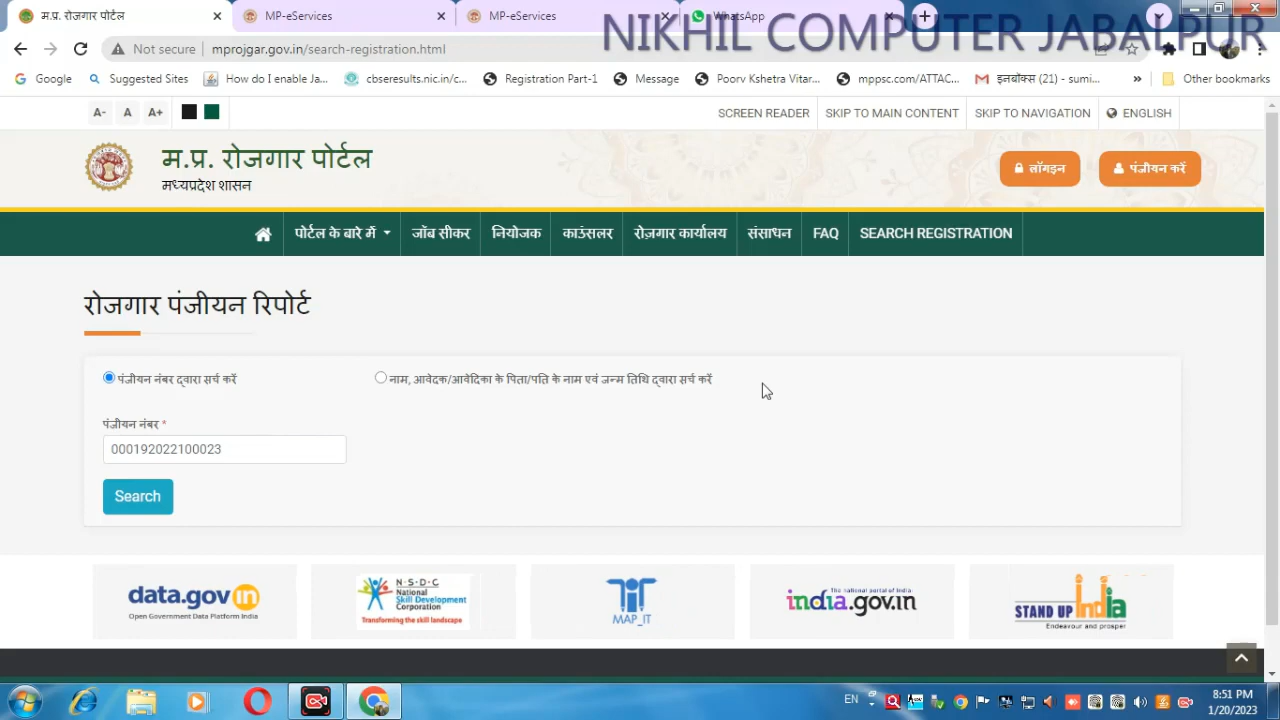 म.प्र. रोजगार पोर्टल
MP-eServices
MP-eServices
WhatsApp
NIKHIL COMPUTER JABALPUR
Not secure
mprojgar.gov.in/search-registration.html
Google
Suggested Sites
How do I enable Ja...
cbseresults.nic.in/c...
Registration Part-1
Message
Poorv Kshetra Vitar...
mppsc.com/ATTAC...
इनबॉक्स (21) - sumi...
Other bookmarks
A-
A
A+
SCREEN READER
SKIP TO MAIN CONTENT
SKIP TO NAVIGATION
ENGLISH
म.प्र. रोजगार पोर्टल
मध्यप्रदेश शासन
लॉगइन
पंजीयन करें
पोर्टल के बारे में
जॉब सीकर
नियोजक
काउंसलर
रोज़गार कार्यालय
संसाधन
FAQ
SEARCH REGISTRATION
रोजगार पंजीयन रिपोर्ट
पंजीयन नंबर द्वारा सर्च करें
नाम, आवेदक/आवेदिका के पिता/पति के नाम एवं जन्म तिथि द्वारा सर्च करें
पंजीयन नंबर *
000192022100023
Search
data.gov in
Open Government Data Platform India
N·S·D·C
National
Skill Development
Corporation
Transforming the skill landscape
MAP_IT
The national portal of India
india.gov.in
STAND UP India
Endeavour and prosper
EN
8:51 PM
1/20/2023